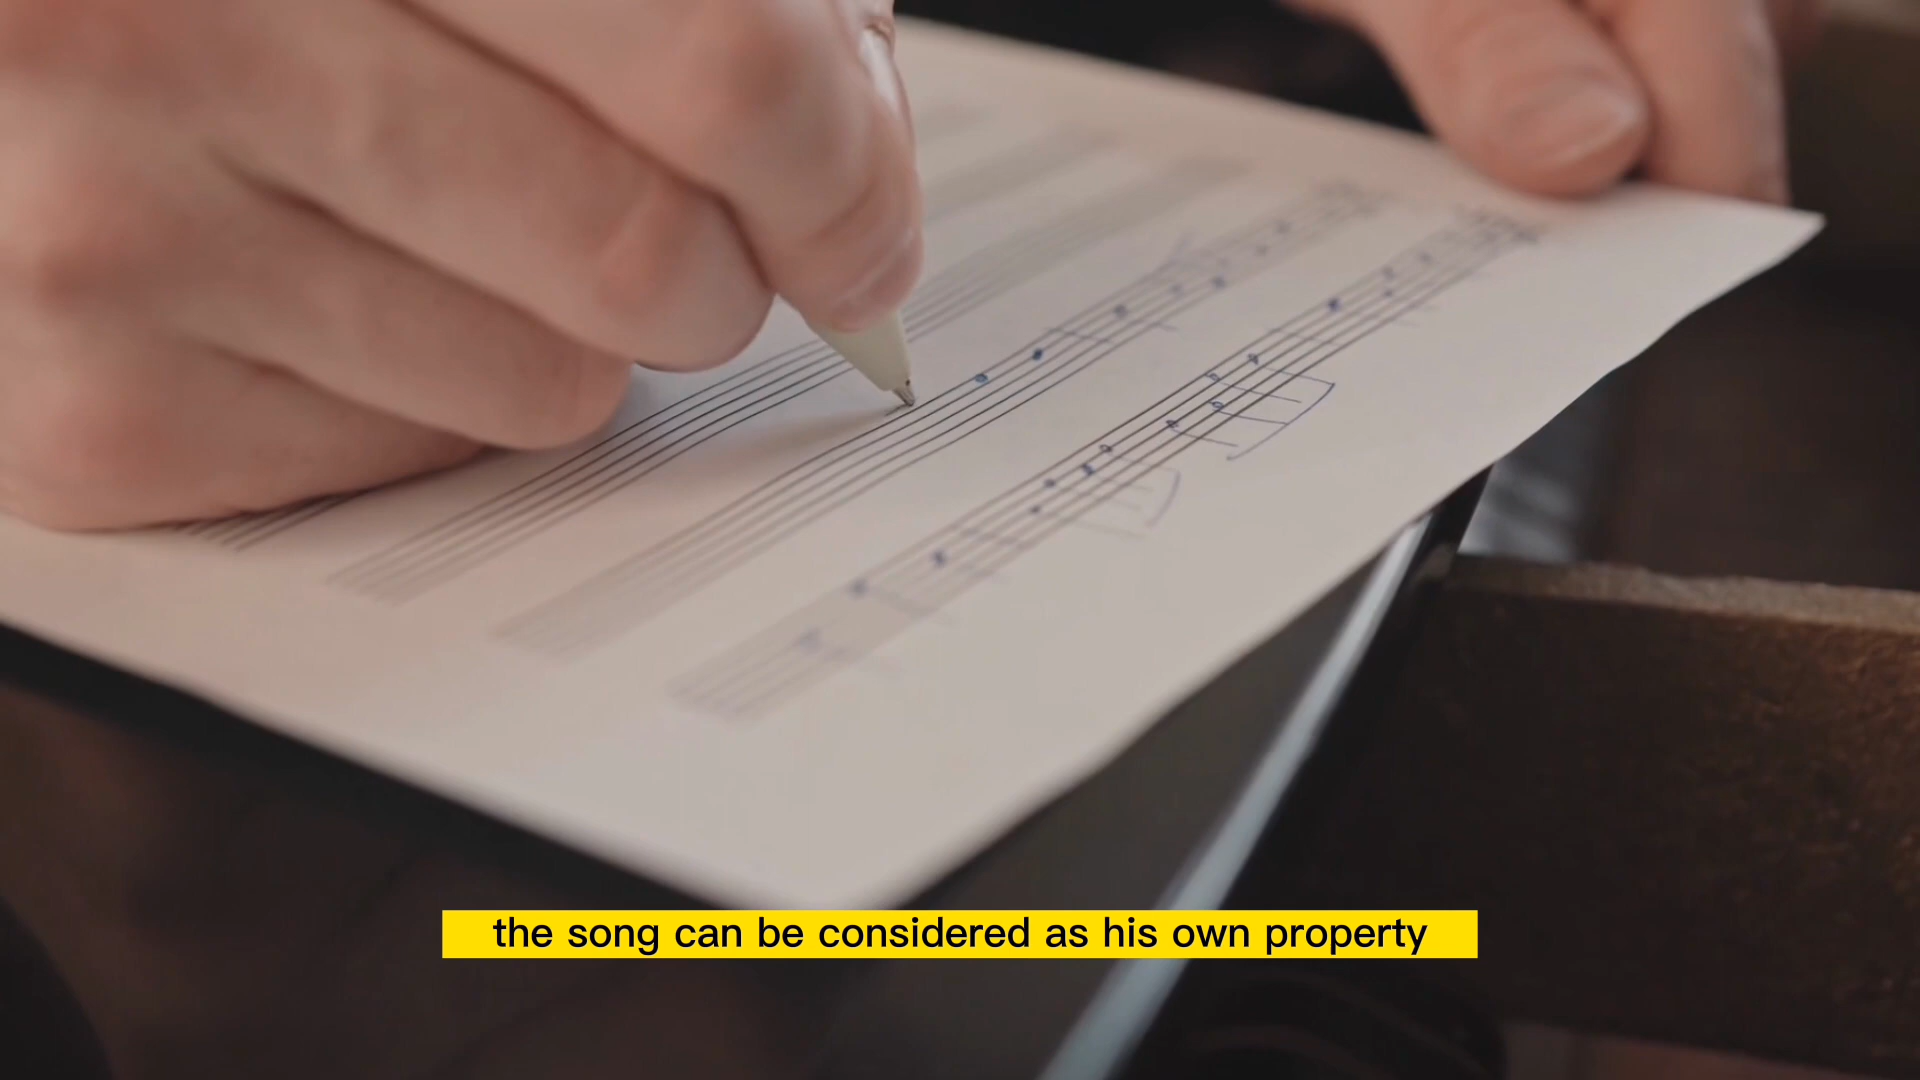 the song can be considered as his own property